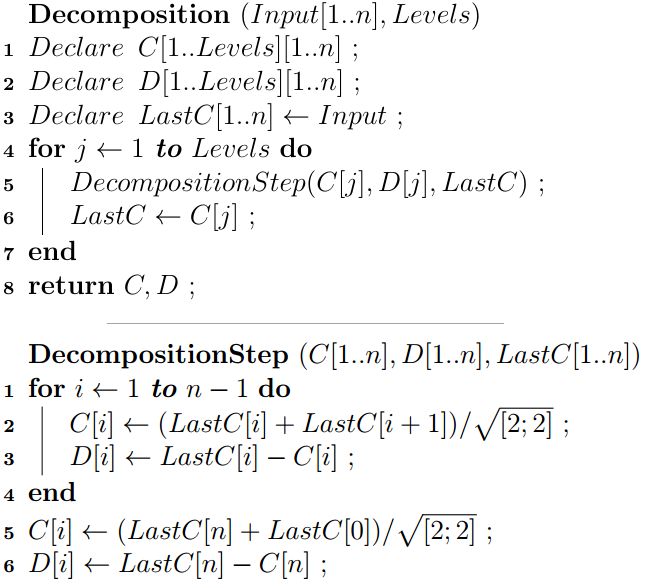 Decomposition (Input[1..n], Levels)
1 Declare C[1..Levels][1..n] ;
2 Declare D[1..Levels][1..n] ;
3 Declare LastC[1..n] ← Input ;
4 for j ← 1 to Levels do
5 DecompositionStep(C[j], D[j], LastC) ;
6 LastC ← C[j] ;
7 end
8 return C, D ;
DecompositionStep (C[1..n], D[1..n], LastC[1..n])
1 for i ← 1 to n − 1 do
2 C[i] ← (LastC[i] + LastC[i + 1])/√[2; 2] ;
3 D[i] ← LastC[i] − C[i] ;
4 end
5 C[i] ← (LastC[n] + LastC[0])/√[2; 2] ;
6 D[i] ← LastC[n] − C[n] ;